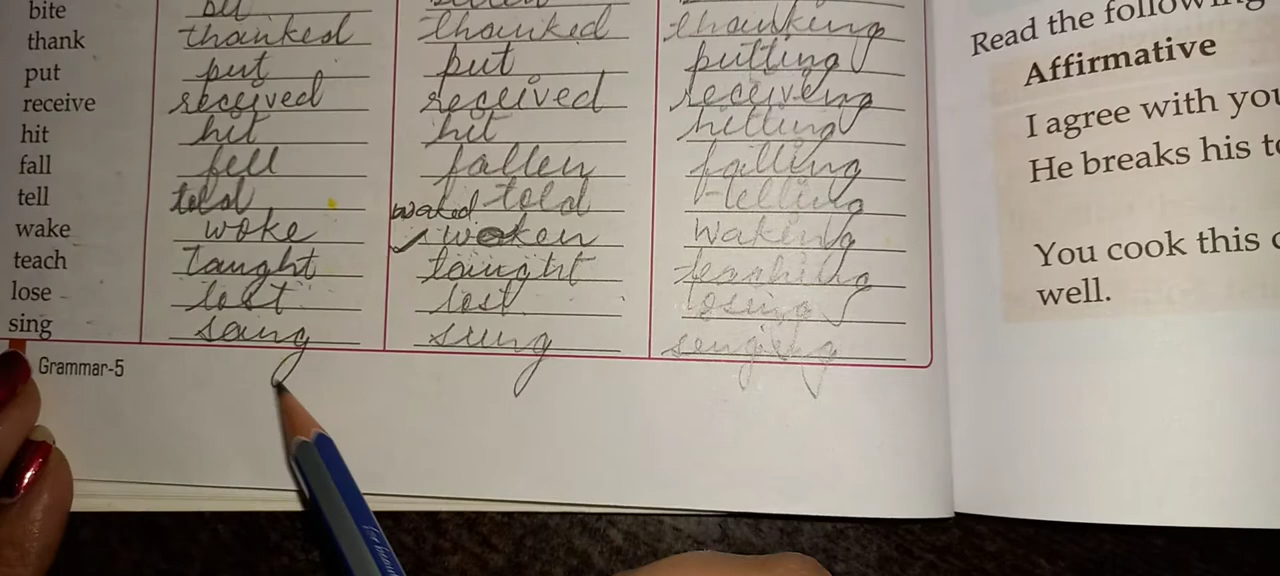 bite
thank thanked thanked thanking
put put put putting
receive received received receiving
hit hit hit hitting
fall fell fallen falling
tell told told telling
waked
wake woke woken waking
teach Taught taught teaching
lose lost lost losing
sing sang sung
Grammar-5
Read the following
Affirmative
I agree with you
He breaks his to
You cook this
well.